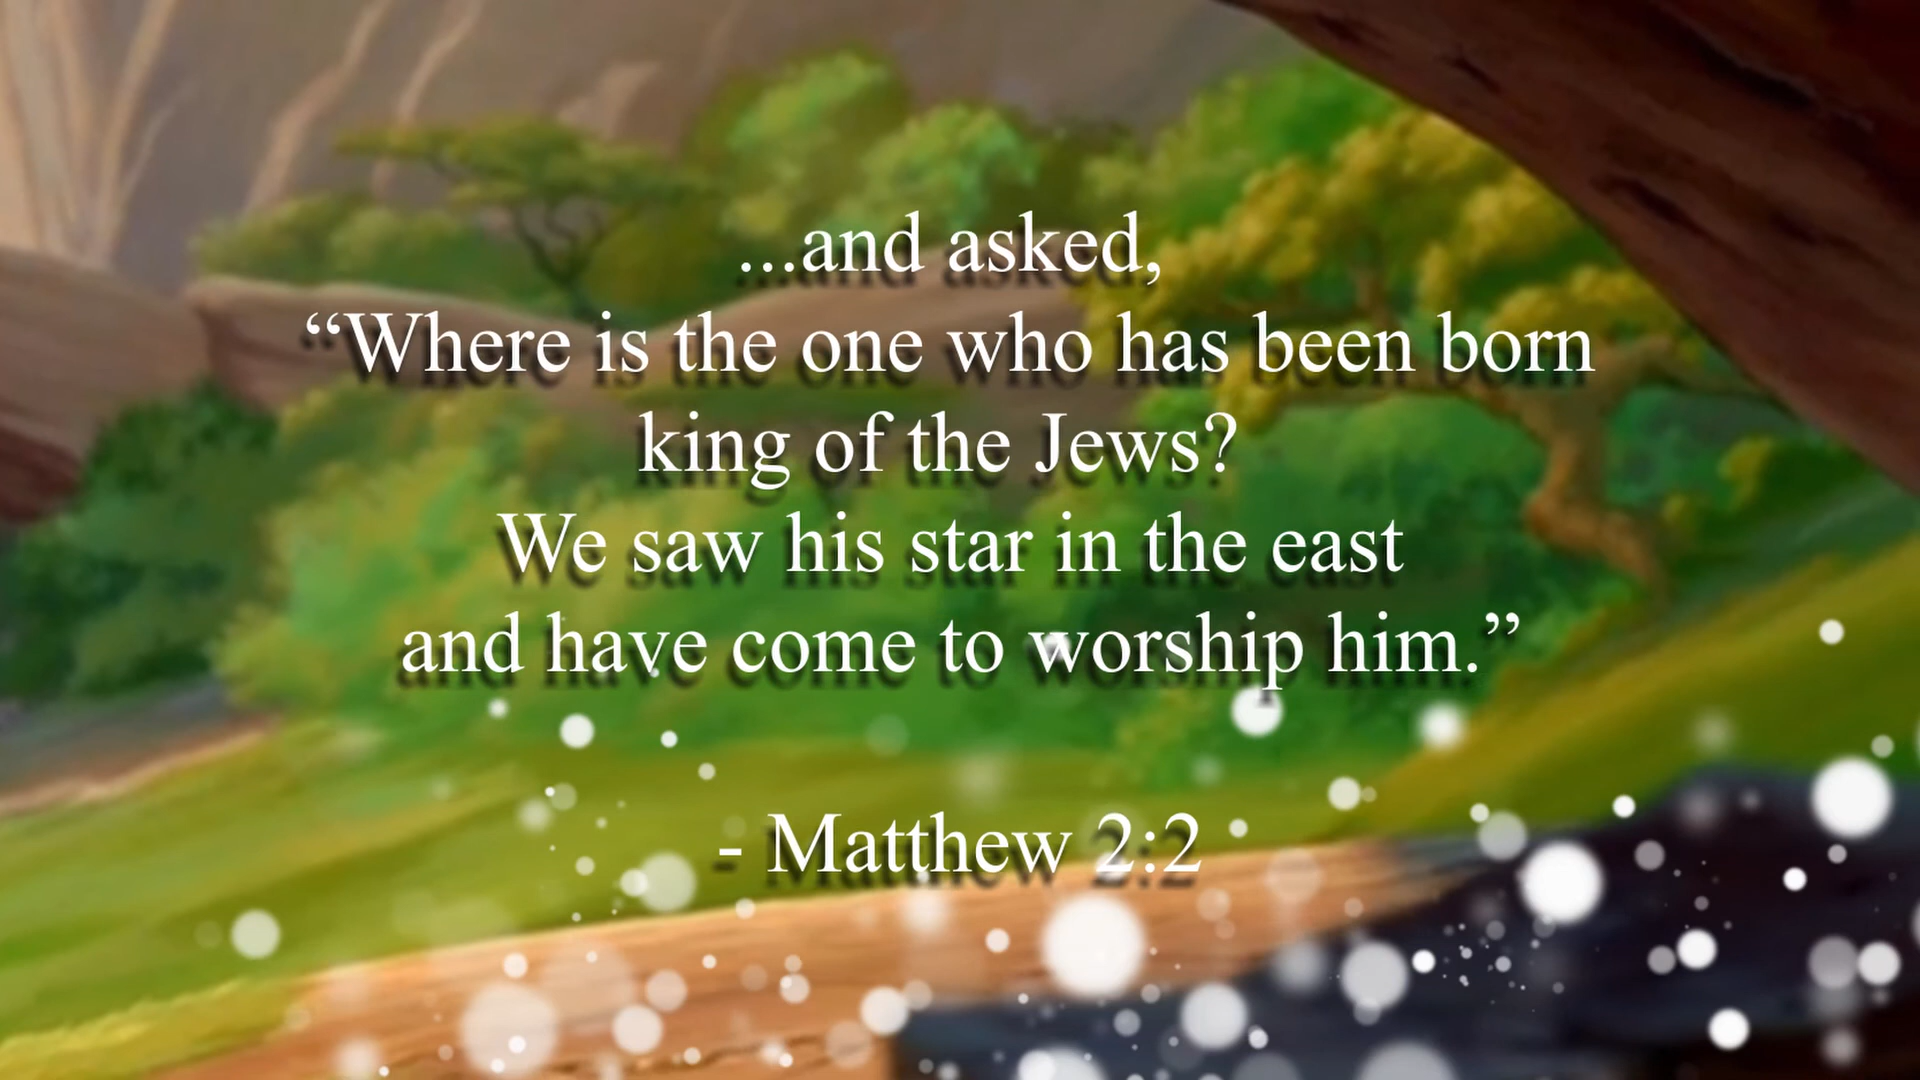 ...and asked,
“Where is the one who has been born
king of the Jews?
We saw his star in the east
and have come to worship him.”
- Matthew 2:2